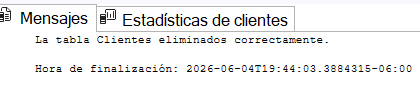 Mensajes Estadísticas de clientes
La tabla Clientes eliminados correctamente.
Hora de finalización: 2026-06-04T19:44:03.3884315-06:00